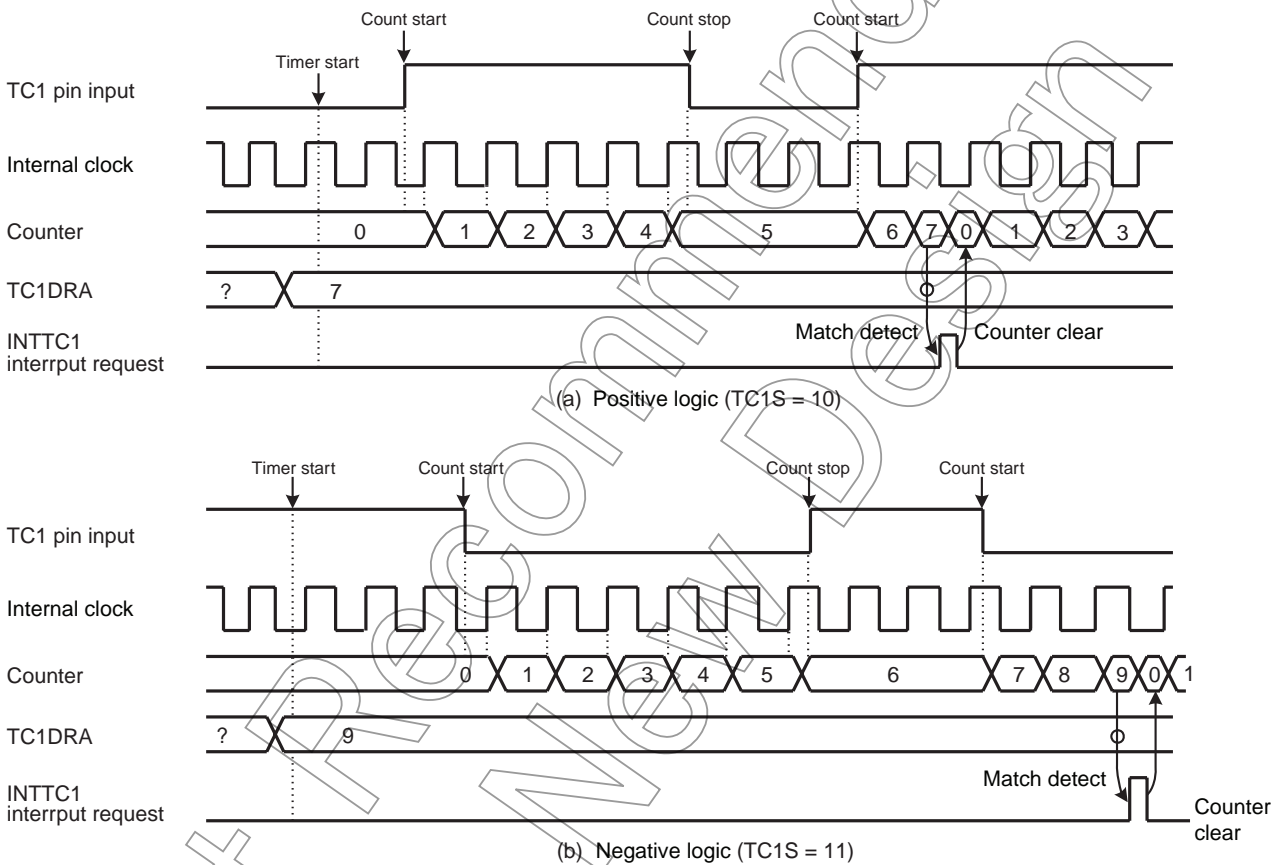 Count start Count stop Count start
Timer start
TC1 pin input
Internal clock
Counter 0 1 2 3 4 5 6 7 0 1 2 3
TC1DRA ? 7
Match detect Counter clear
INTTC1
interrput request
(a) Positive logic (TC1S = 10)
Timer start Count start Count stop Count start
TC1 pin input
Internal clock
Counter 0 1 2 3 4 5 6 7 8 9 0 1
TC1DRA ? 9
Match detect
INTTC1
interrput request
Counter
clear
(b) Negative logic (TC1S = 11)
t Recommend
New Design